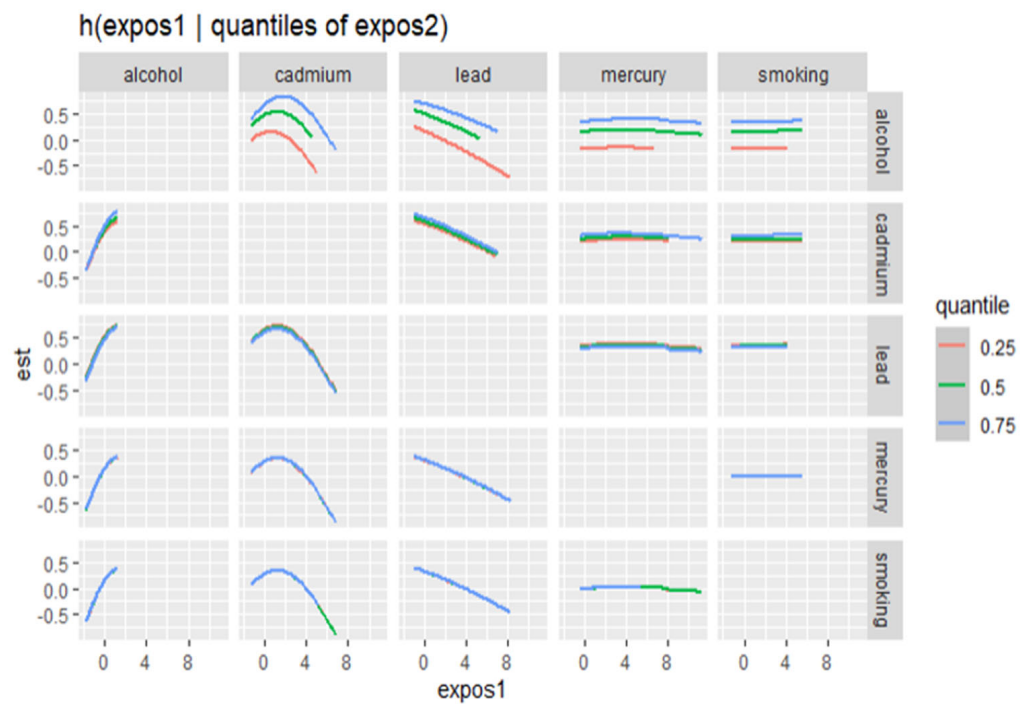 h(expos1 | quantiles of expos2)
alcohol cadmium lead mercury smoking
0.5
0.0
-0.5
alcohol
0.5
0.0
-0.5
cadmium
0.5
0.0
-0.5
lead
0.5
0.0
-0.5
mercury
0.5
0.0
-0.5
smoking
est
0 4 8 0 4 8 0 4 8 0 4 8 0 4 8
expos1
quantile
0.25
0.5
0.75